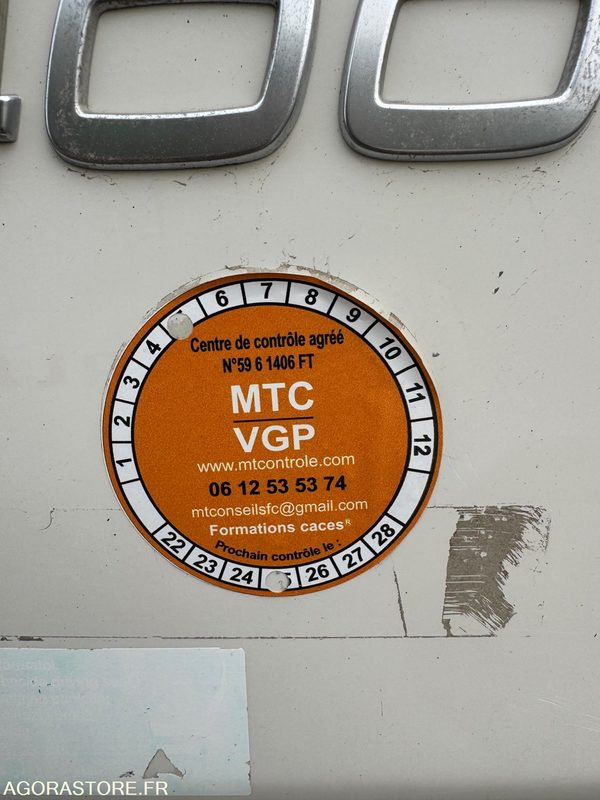 1 2 3 4 6 7 8 9 10 11 12
Centre de contrôle agréé
N°59 6 1406 FT
MTC
VGP
www.mtcontrole.com
06 12 53 53 74
mtconseilsfc@gmail.com
Formations caces®
Prochain contrôle le :
22 23 24 26 27 28
AGORASTORE.FR